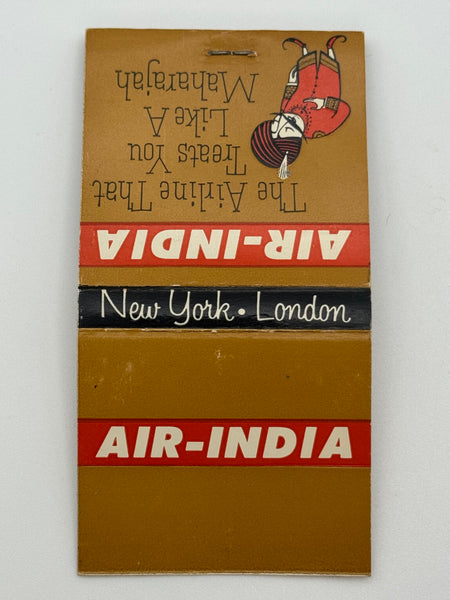 The Airline That
Treats You
Like A
Maharajah
AIR-INDIA
New York • London
AIR-INDIA